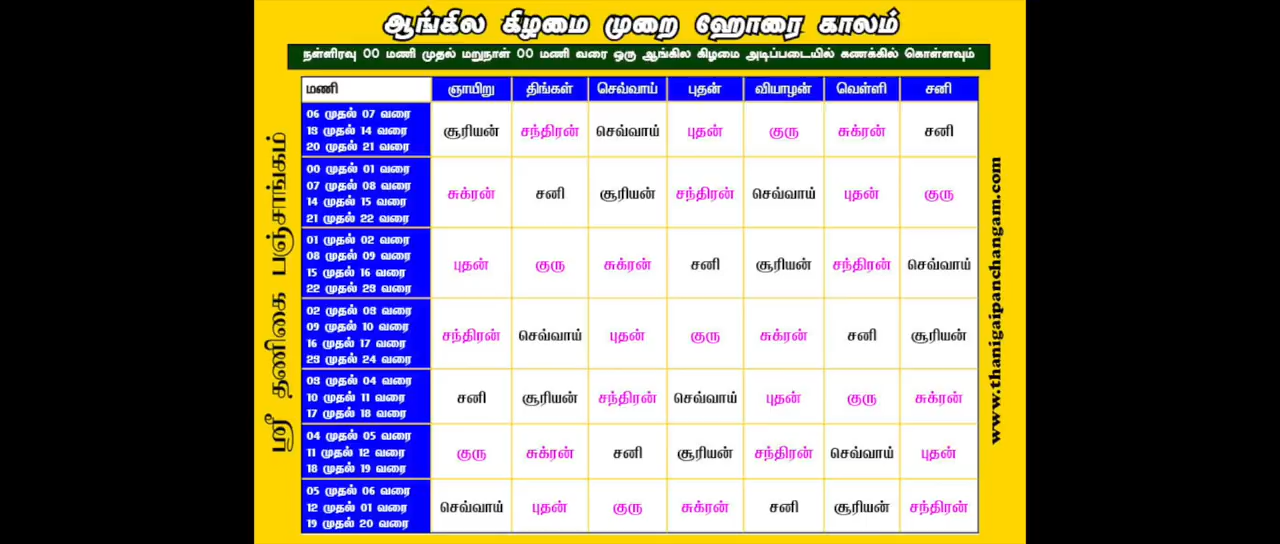 ஆங்கில கிழமை முறை ஹோரை காலம்
நள்ளிரவு 00 மணி முதல் மறுநாள் 00 மணி வரை ஒரு ஆங்கில கிழமை அடிப்படையில் கணக்கில் கொள்ளவும்
ஸ்ரீ தணிகை பஞ்சாங்கம்
மணி ஞாயிறு திங்கள் செவ்வாய் புதன் வியாழன் வெள்ளி சனி
06 முதல் 07 வரை
13 முதல் 14 வரை
20 முதல் 21 வரை
சூரியன் சந்திரன் செவ்வாய் புதன் குரு சுக்ரன் சனி
00 முதல் 01 வரை
07 முதல் 08 வரை
14 முதல் 15 வரை
21 முதல் 22 வரை
சுக்ரன் சனி சூரியன் சந்திரன் செவ்வாய் புதன் குரு
01 முதல் 02 வரை
08 முதல் 09 வரை
15 முதல் 16 வரை
22 முதல் 23 வரை
புதன் குரு சுக்ரன் சனி சூரியன் சந்திரன் செவ்வாய்
02 முதல் 03 வரை
09 முதல் 10 வரை
16 முதல் 17 வரை
23 முதல் 24 வரை
சந்திரன் செவ்வாய் புதன் குரு சுக்ரன் சனி சூரியன்
03 முதல் 04 வரை
10 முதல் 11 வரை
17 முதல் 18 வரை
சனி சூரியன் சந்திரன் செவ்வாய் புதன் குரு சுக்ரன்
04 முதல் 05 வரை
11 முதல் 12 வரை
18 முதல் 19 வரை
குரு சுக்ரன் சனி சூரியன் சந்திரன் செவ்வாய் புதன்
05 முதல் 06 வரை
12 முதல் 01 வரை
19 முதல் 20 வரை
செவ்வாய் புதன் குரு சுக்ரன் சனி சூரியன் சந்திரன்
www.thanigaipanchangam.com